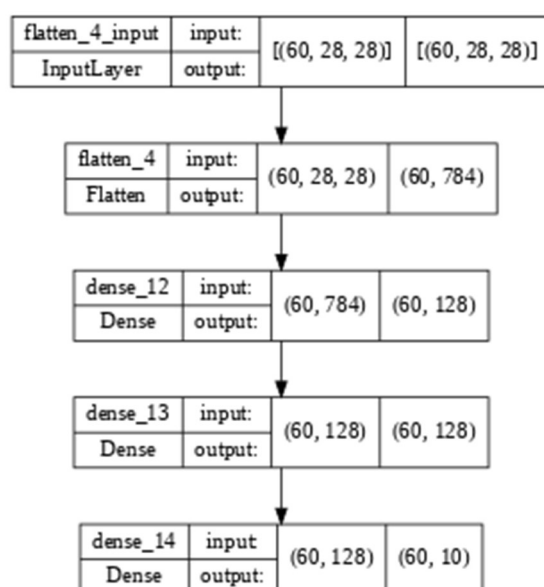 flatten_4_input input: [(60, 28, 28)] [(60, 28, 28)]
InputLayer output:
flatten_4 input: (60, 28, 28) (60, 784)
Flatten output:
dense_12 input: (60, 784) (60, 128)
Dense output:
dense_13 input: (60, 128) (60, 128)
Dense output:
dense_14 input (60, 128) (60, 10)
Dense output: